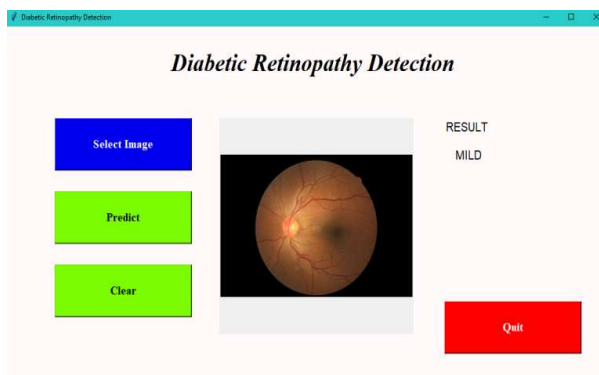 Diabetic Retinopathy Detection
Diabetic Retinopathy Detection
Select Image
RESULT
MILD
Predict
Clear
Quit